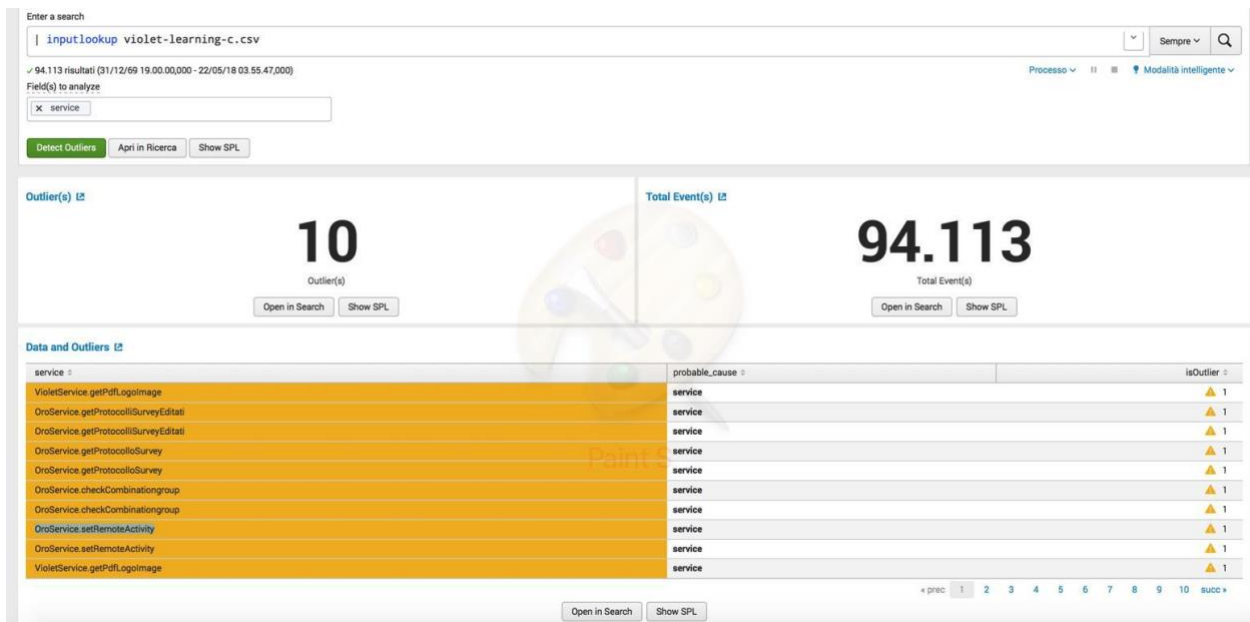 Enter a search
| inputlookup violet-learning-c.csv
Sempre
✓ 94.113 risultati (31/12/69 19.00.00,000 - 22/05/18 03.55.47,000)
Processo
Modalità intelligente
Field(s) to analyze
x service
Detect Outliers
Apri in Ricerca
Show SPL
Outlier(s)
10
Outlier(s)
Open in Search
Show SPL
Total Event(s)
94.113
Total Event(s)
Open in Search
Show SPL
Data and Outliers
service probable_cause isOutlier
VioletService.getPdfLogoImage service 1
OroService.getProtocolliSurveyEditati service 1
OroService.getProtocolliSurveyEditati service 1
OroService.getProtocolloSurvey service 1
OroService.getProtocolloSurvey service 1
OroService.checkCombinationgroup service 1
OroService.checkCombinationgroup service 1
OroService.setRemoteActivity service 1
OroService.setRemoteActivity service 1
VioletService.getPdfLogoImage service 1
Paint S
« prec 1 2 3 4 5 6 7 8 9 10 succ »
Open in Search
Show SPL